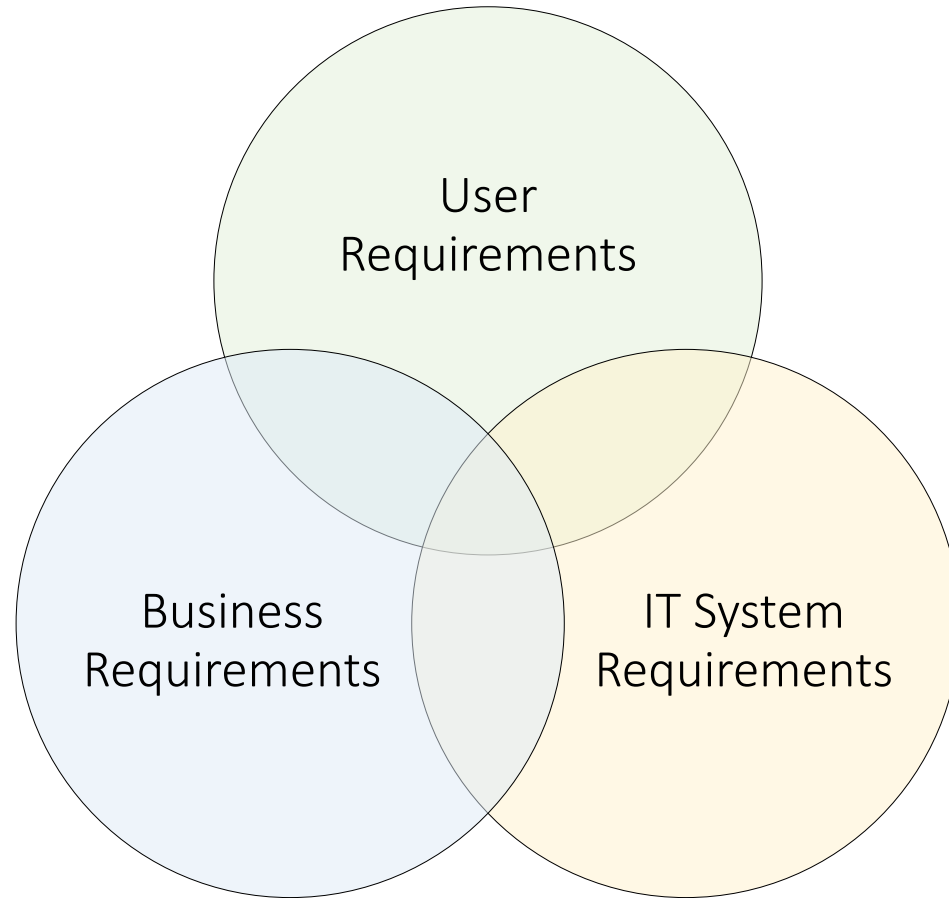 User
Requirements
Business
Requirements
IT System
Requirements